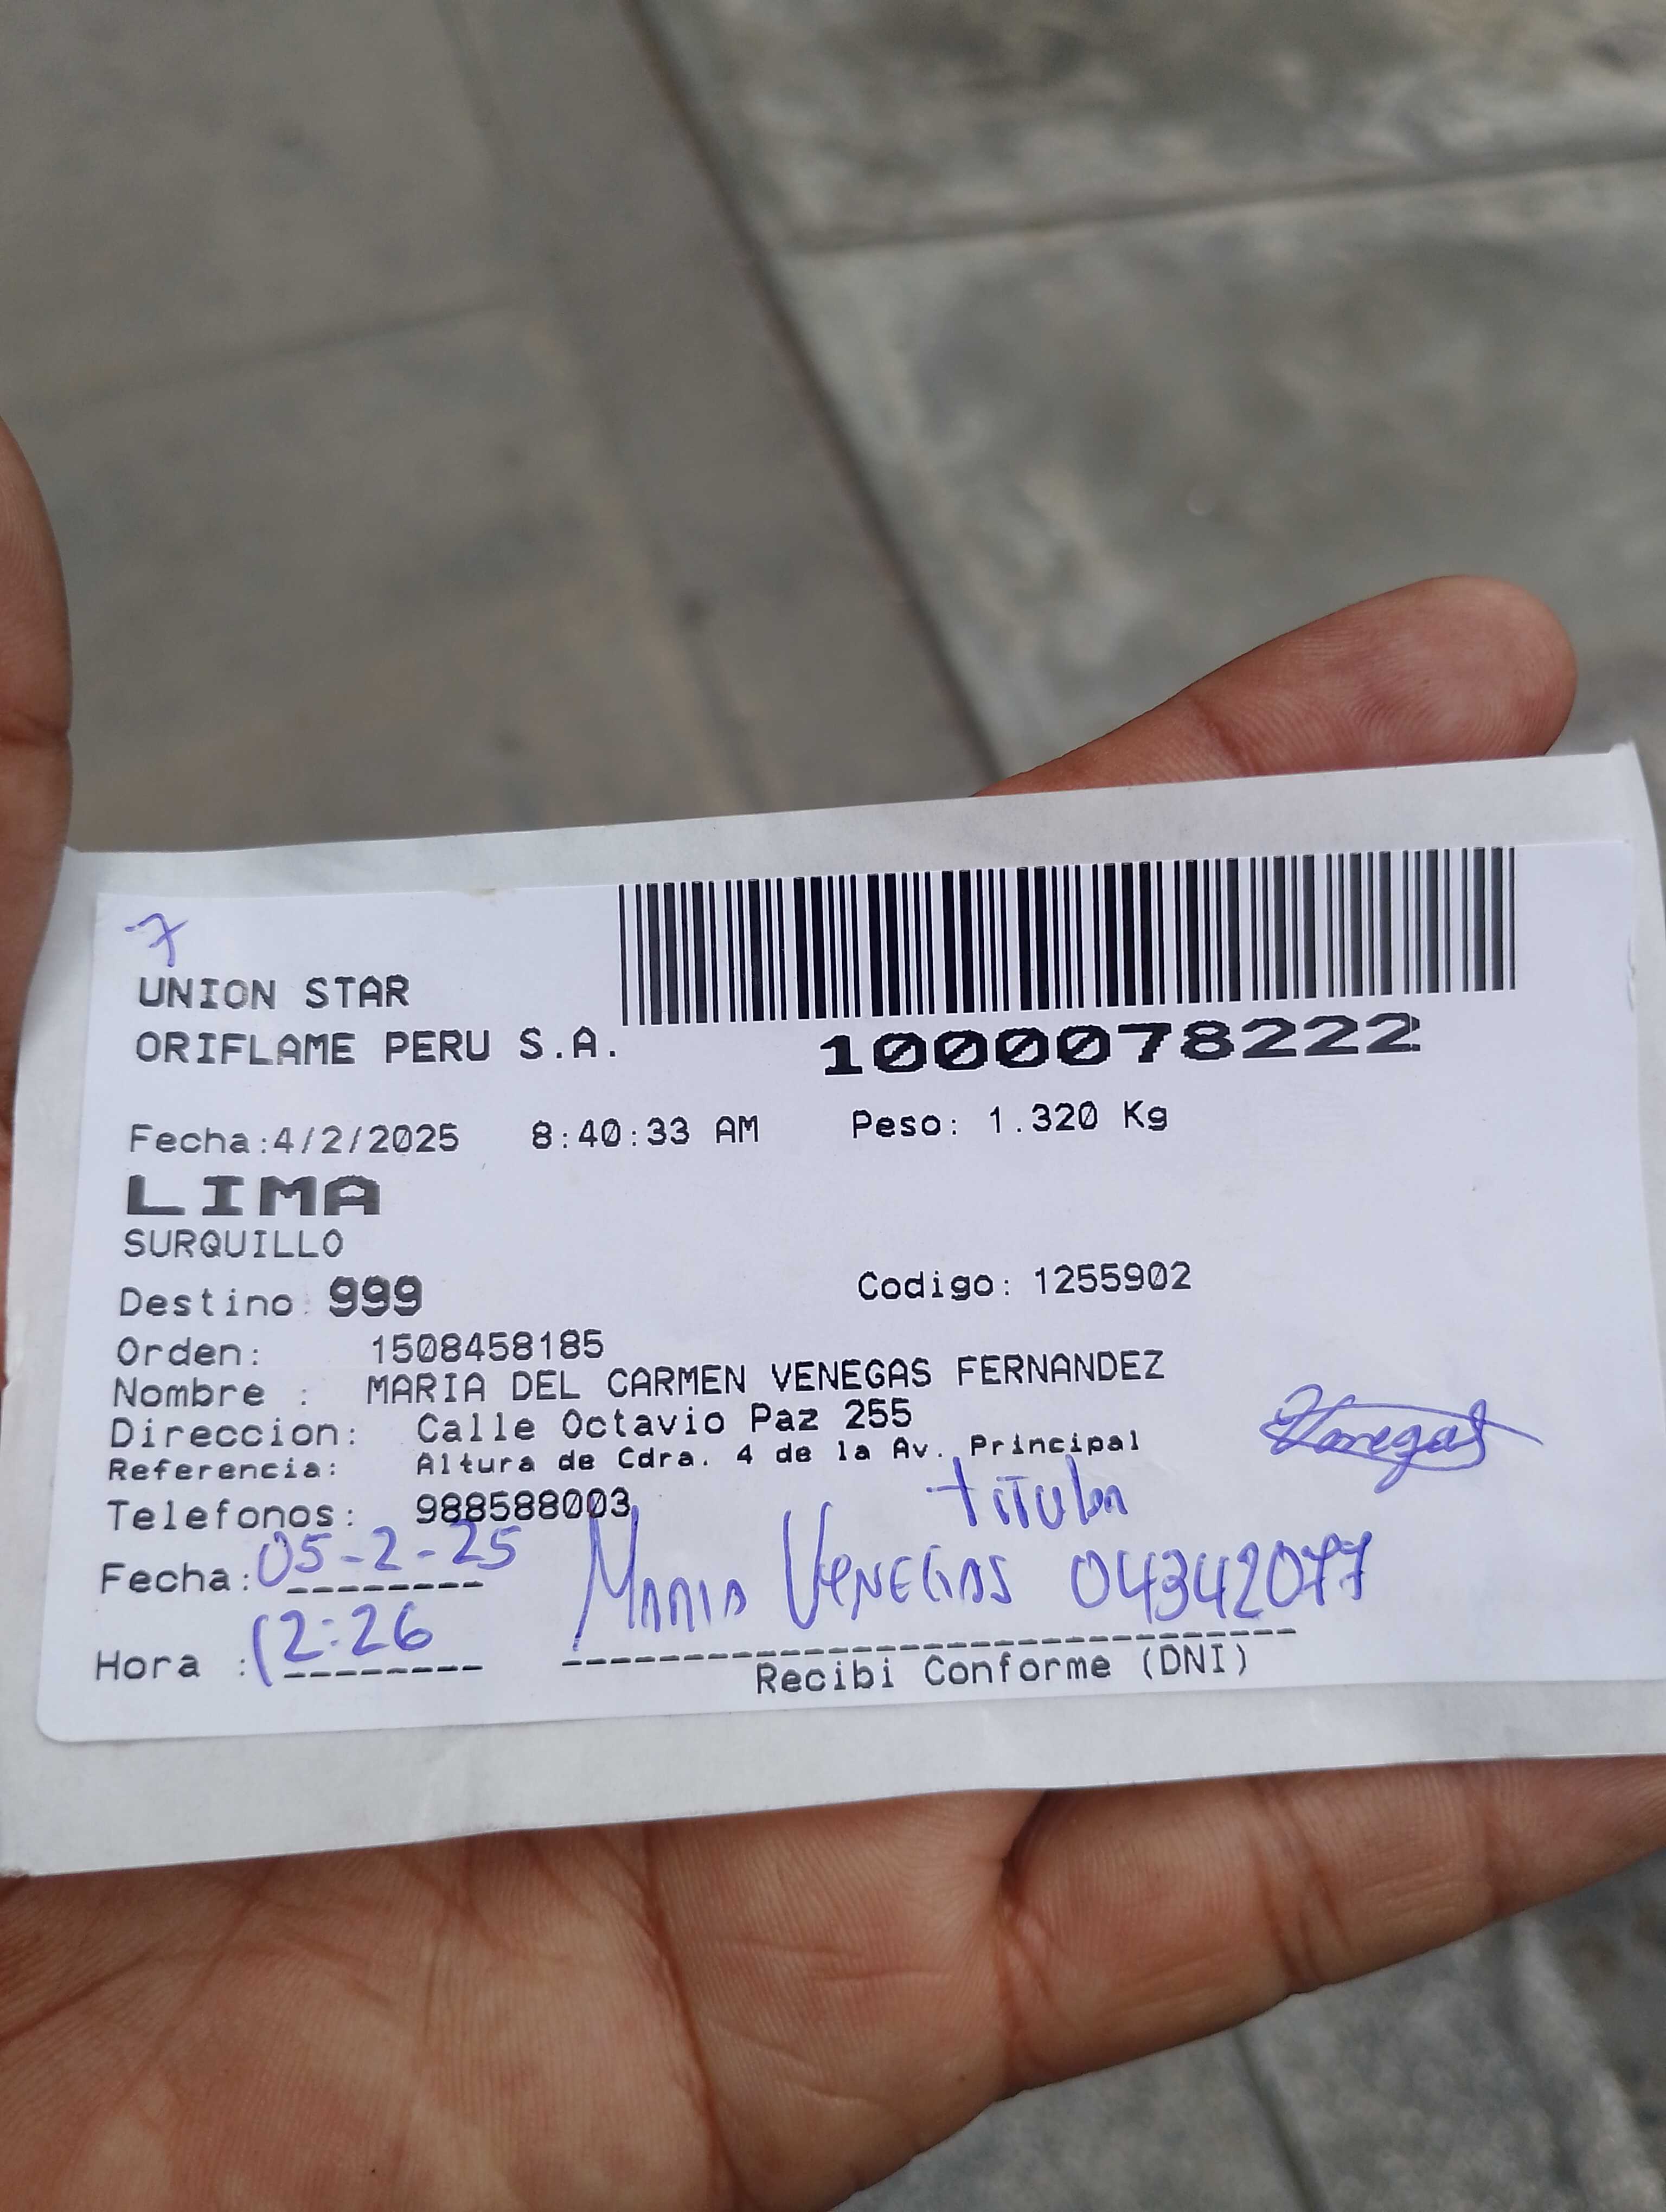 7
UNION STAR
ORIFLAME PERU S.A.
1000078222
Fecha:4/2/2025 8:40:33 AM Peso: 1.320 Kg
LIMA
SURQUILLO
Destino: 999 Codigo: 1255902
Orden: 1508458185
Nombre : MARIA DEL CARMEN VENEGAS FERNANDEZ
Direccion: Calle Octavio Paz 255
Referencia: Altura de Cdra. 4 de la Av. Principal
Venegas
Telefonos: 988588003
titular
Fecha: 05-2-25
MARIA VENEGAS 04342077
Hora : 12:26
Recibi Conforme (DNI)